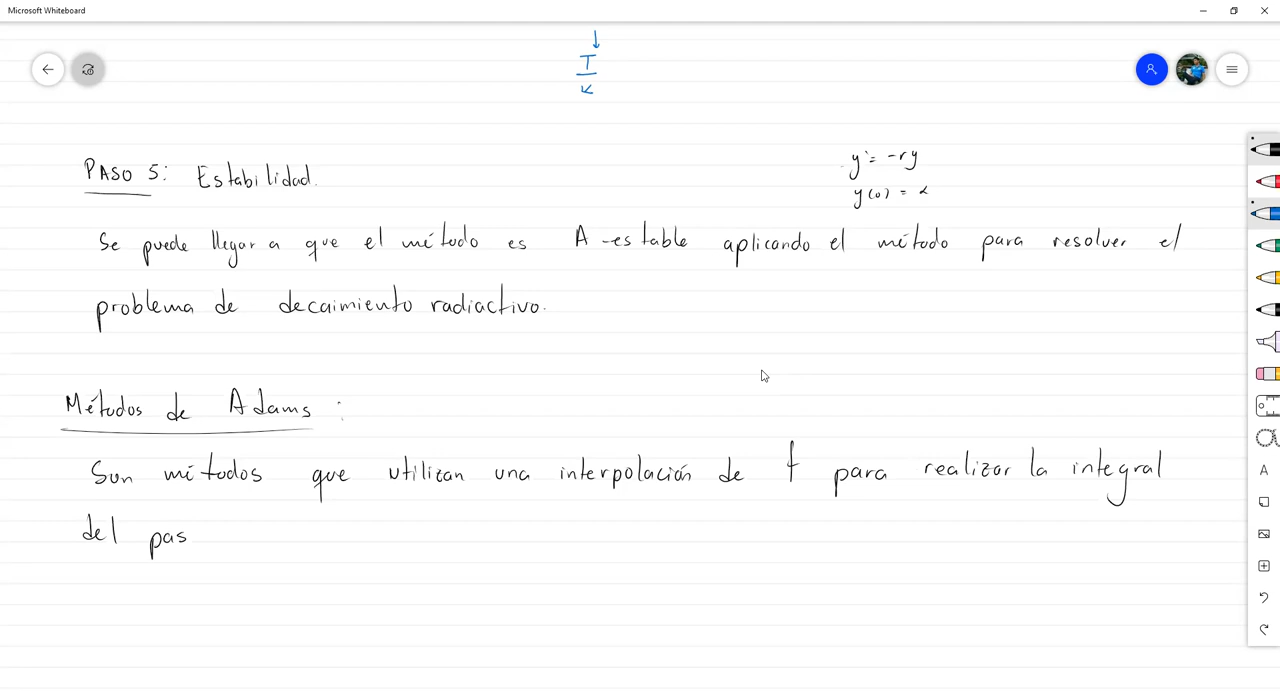 Microsoft Whiteboard
I
PASO 5: Estabilidad.
y' = -ry
y(0) = α
Se puede llegar a que el método es A-estable aplicando el método para resolver el
problema de decaimiento radiactivo.
Métodos de Adams:
Son métodos que utilizan una interpolación de f para realizar la integral
del pas
A